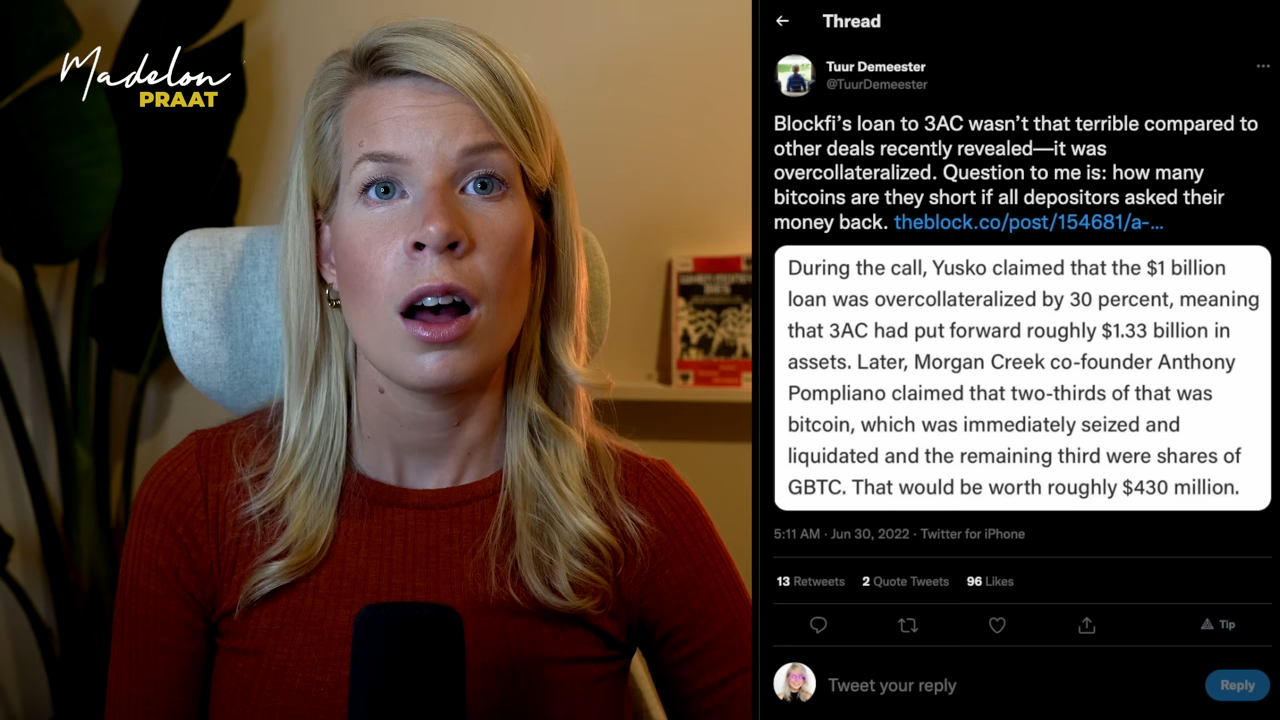 Madelon
PRAAT
Thread
Tuur Demeester
@TuurDemeester
Blockfi’s loan to 3AC wasn’t that terrible compared to
other deals recently revealed—it was
overcollateralized. Question to me is: how many
bitcoins are they short if all depositors asked their
money back. theblock.co/post/154681/a-…
During the call, Yusko claimed that the $1 billion
loan was overcollateralized by 30 percent, meaning
that 3AC had put forward roughly $1.33 billion in
assets. Later, Morgan Creek co-founder Anthony
Pompliano claimed that two-thirds of that was
bitcoin, which was immediately seized and
liquidated and the remaining third were shares of
GBTC. That would be worth roughly $430 million.
5:11 AM · Jun 30, 2022 · Twitter for iPhone
13 Retweets 2 Quote Tweets 96 Likes
Tip
Tweet your reply
Reply